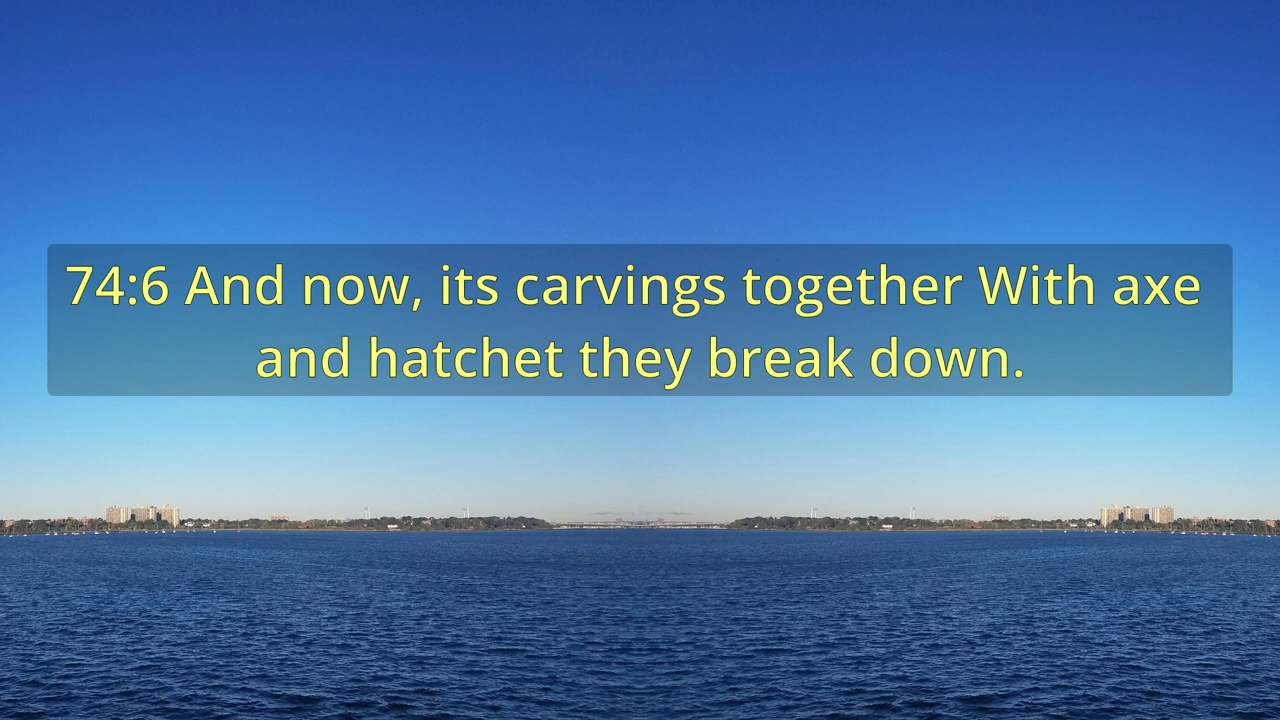 74:6 And now, its carvings together With axe
and hatchet they break down.